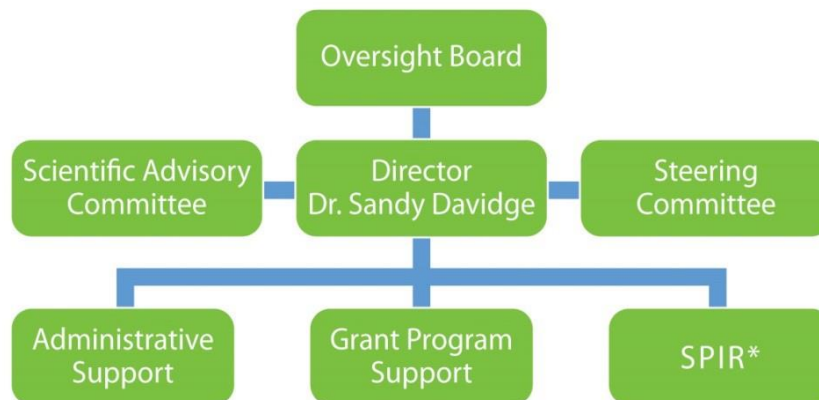 Oversight Board
Scientific Advisory
Committee
Director
Dr. Sandy Davidge
Steering
Committee
Administrative
Support
Grant Program
Support
SPIR*